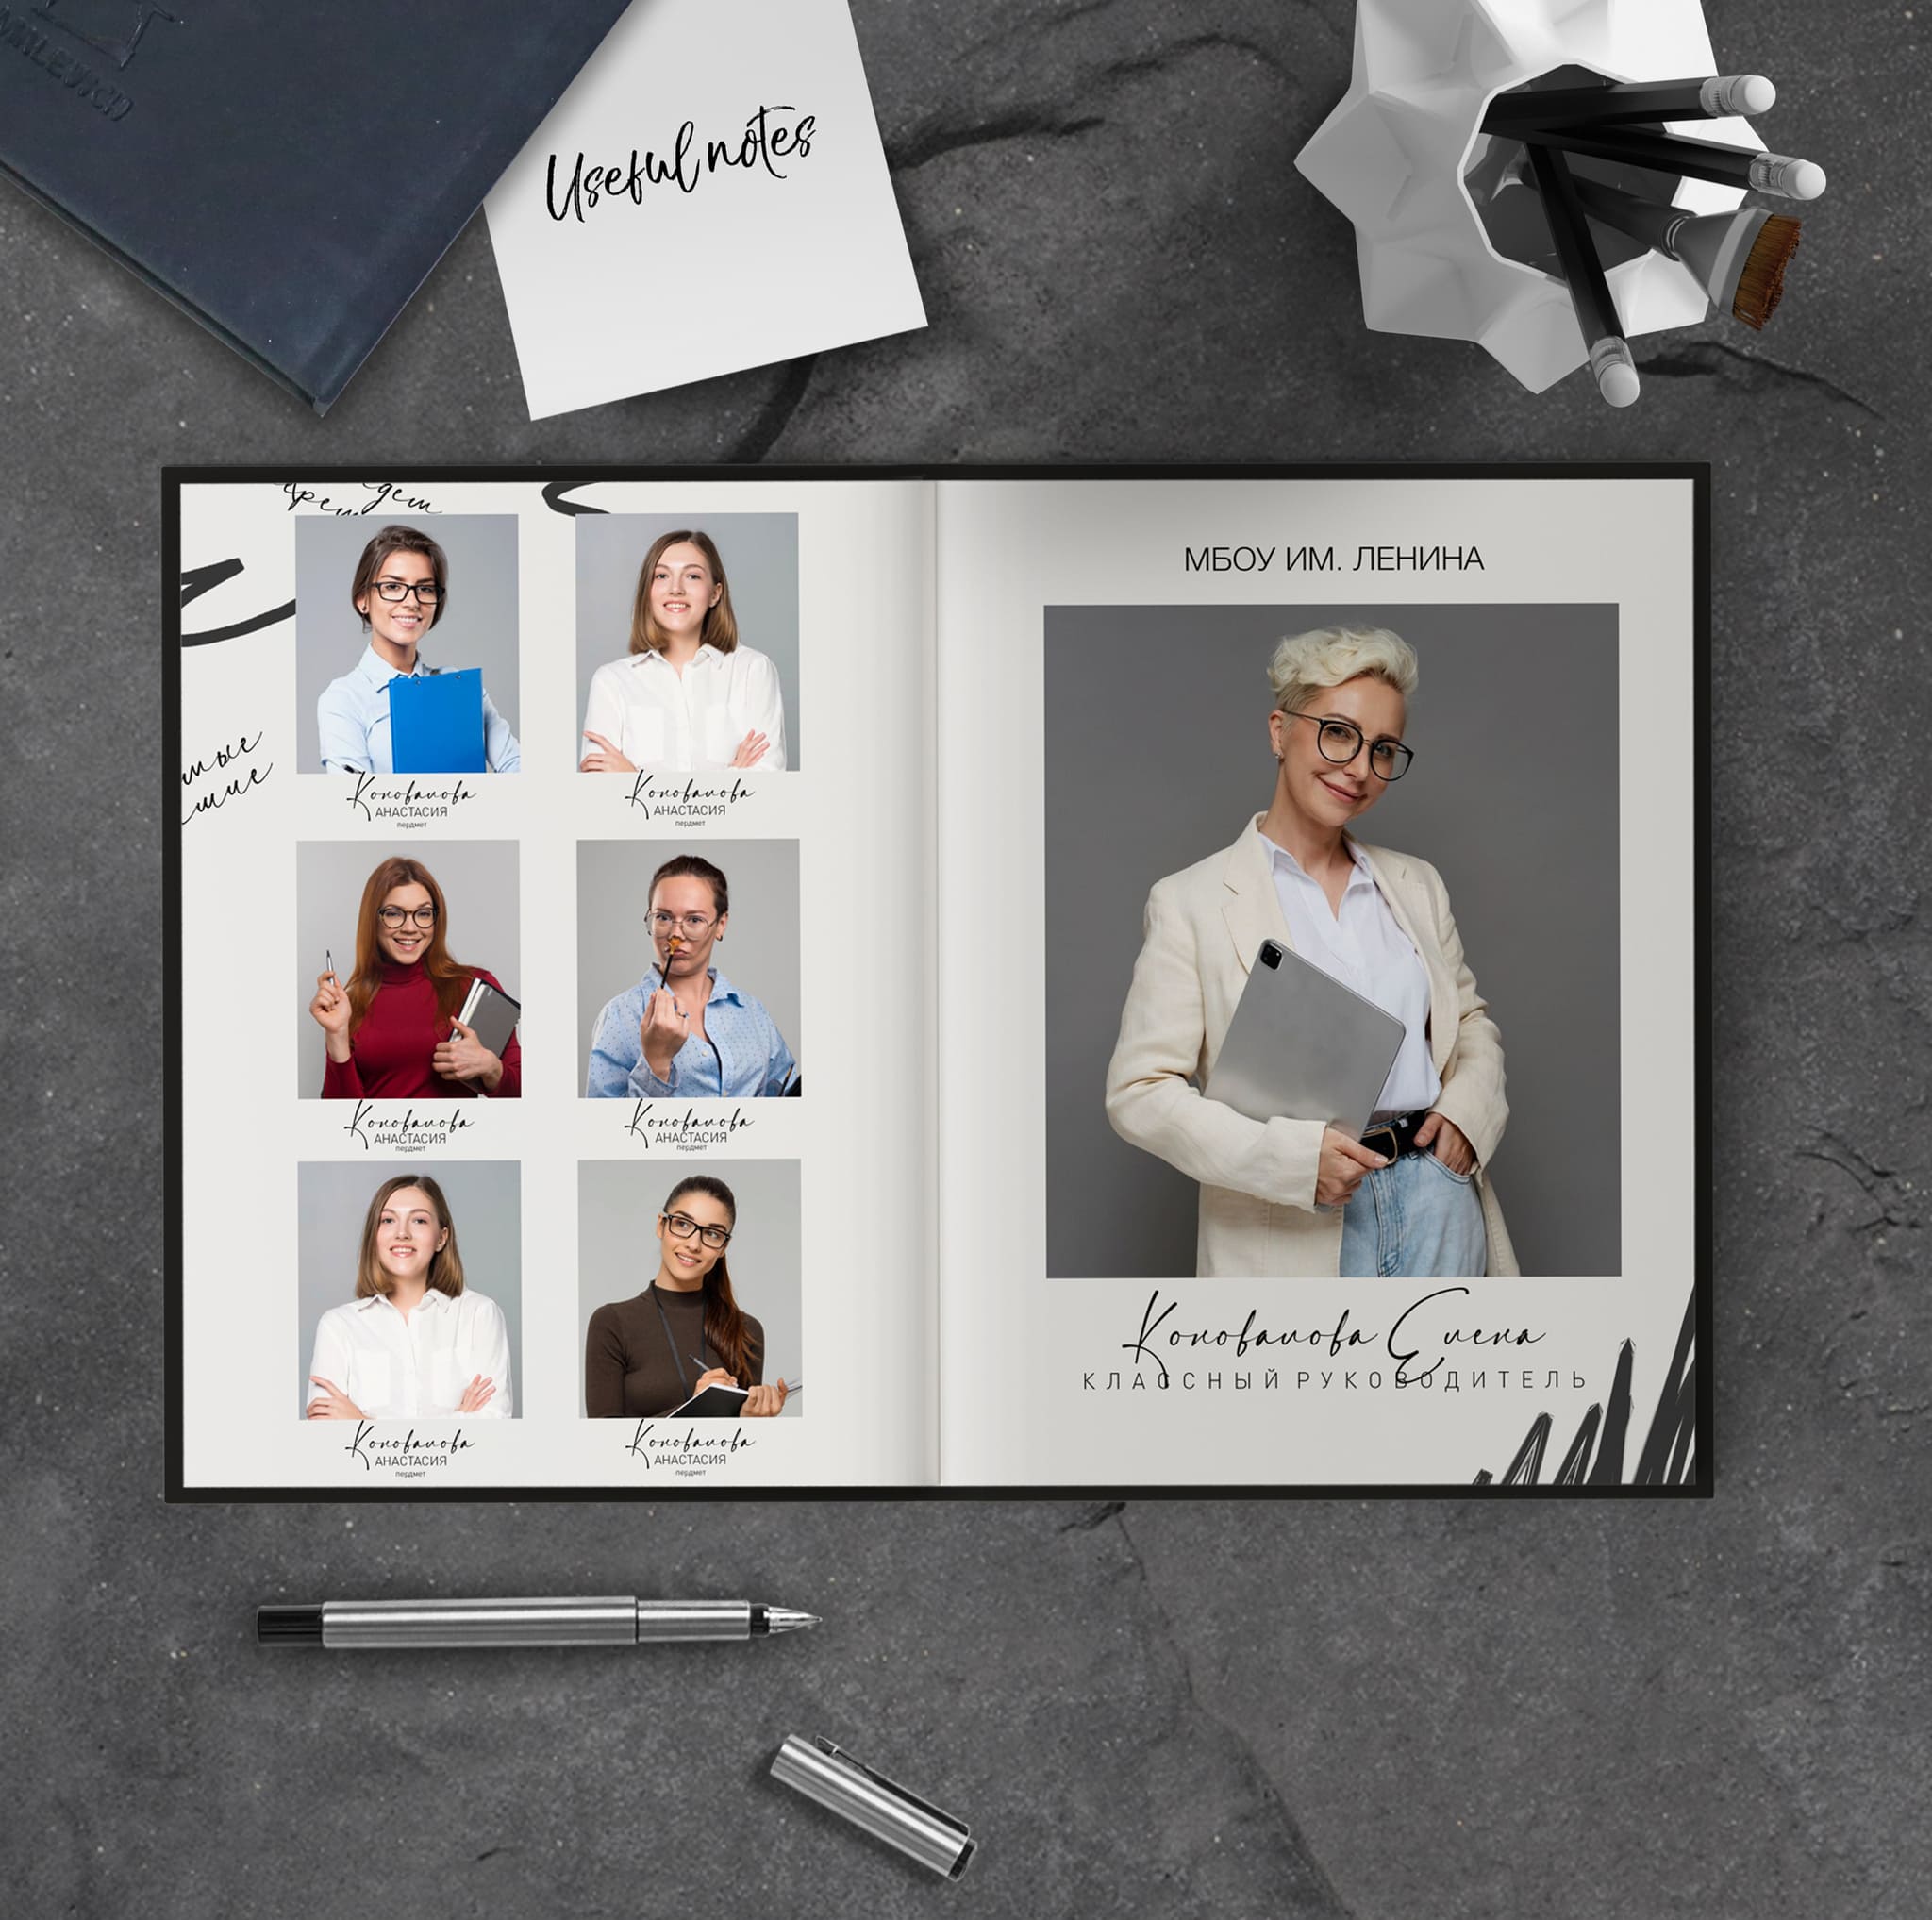 Useful notes
МБОУ ИМ. ЛЕНИНА
Коновалова
АНАСТАСИЯ
пердмет
Коновалова
АНАСТАСИЯ
пердмет
Коновалова
АНАСТАСИЯ
пердмет
Коновалова
АНАСТАСИЯ
пердмет
Коновалова
АНАСТАСИЯ
пердмет
Коновалова
АНАСТАСИЯ
пердмет
Коновалова Елена
КЛАССНЫЙ РУКОВОДИТЕЛЬ